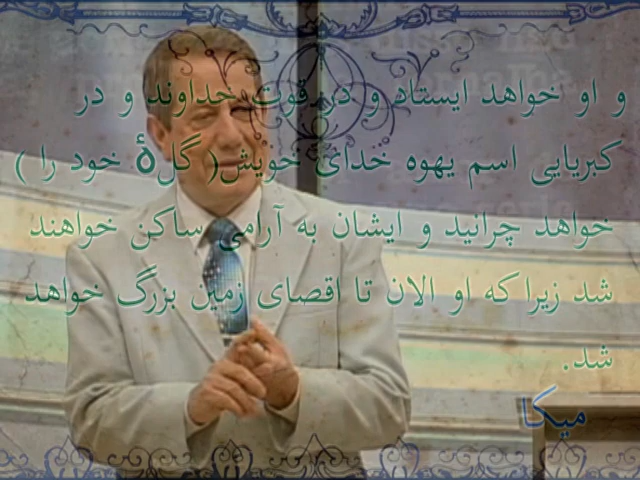 و او خواهد ایستاد و در قوت خداوند و در
کبریایی اسم یهوه خدای خویش( گلهٔ خود را )
خواهد چرانید و ایشان به آرامی ساکن خواهند
شد زیرا که او الان تا اقصای زمین بزرگ خواهد
شد.
میکا